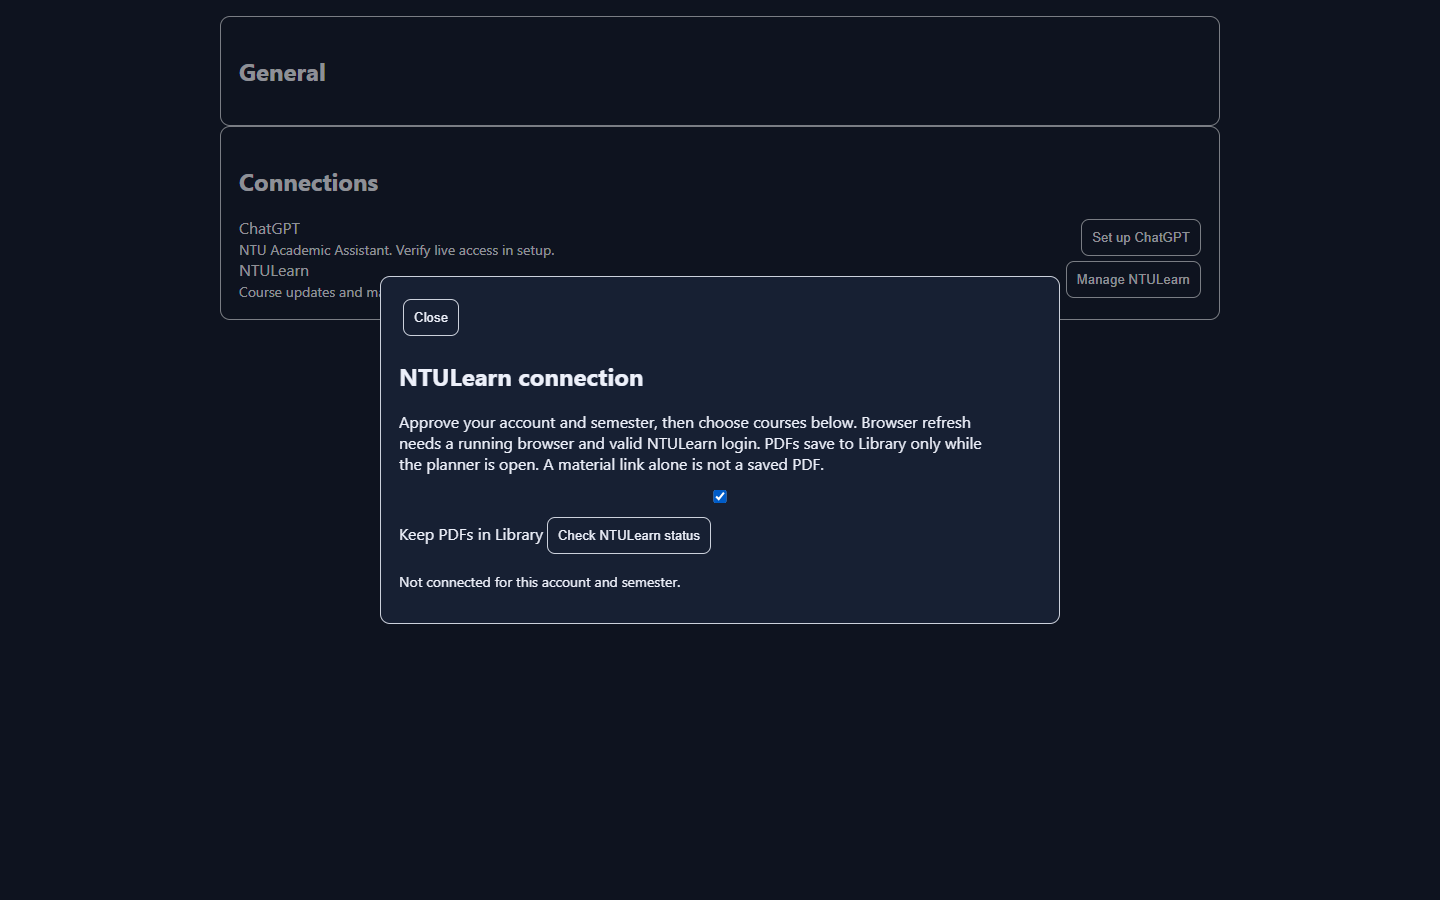 General
Connections
ChatGPT
Set up ChatGPT
NTU Academic Assistant. Verify live access in setup.
NTULearn
Manage NTULearn
Course updates and
Close
NTULearn connection
Approve your account and semester, then choose courses below. Browser refresh
needs a running browser and valid NTULearn login. PDFs save to Library only while
the planner is open. A material link alone is not a saved PDF.
Keep PDFs in Library Check NTULearn status
Not connected for this account and semester.